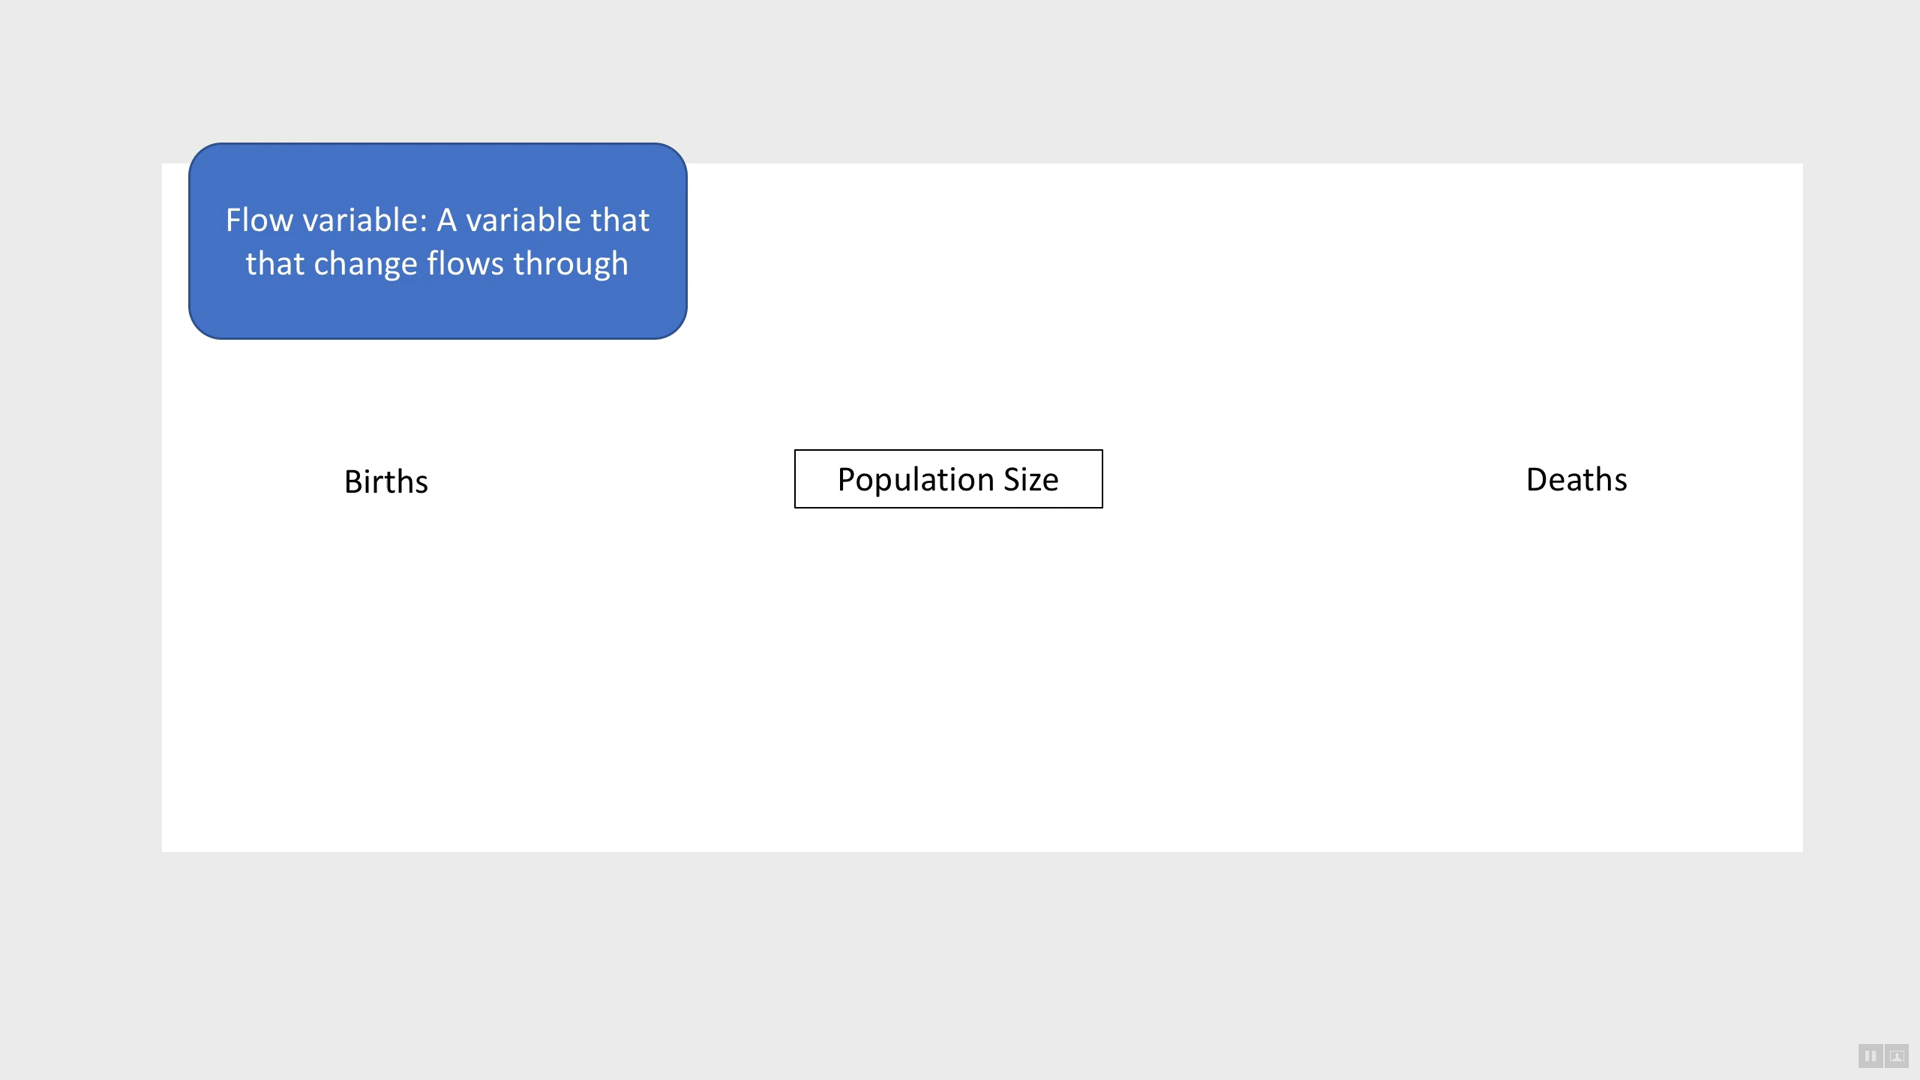 Flow variable: A variable that
that change flows through
Births
Population Size
Deaths